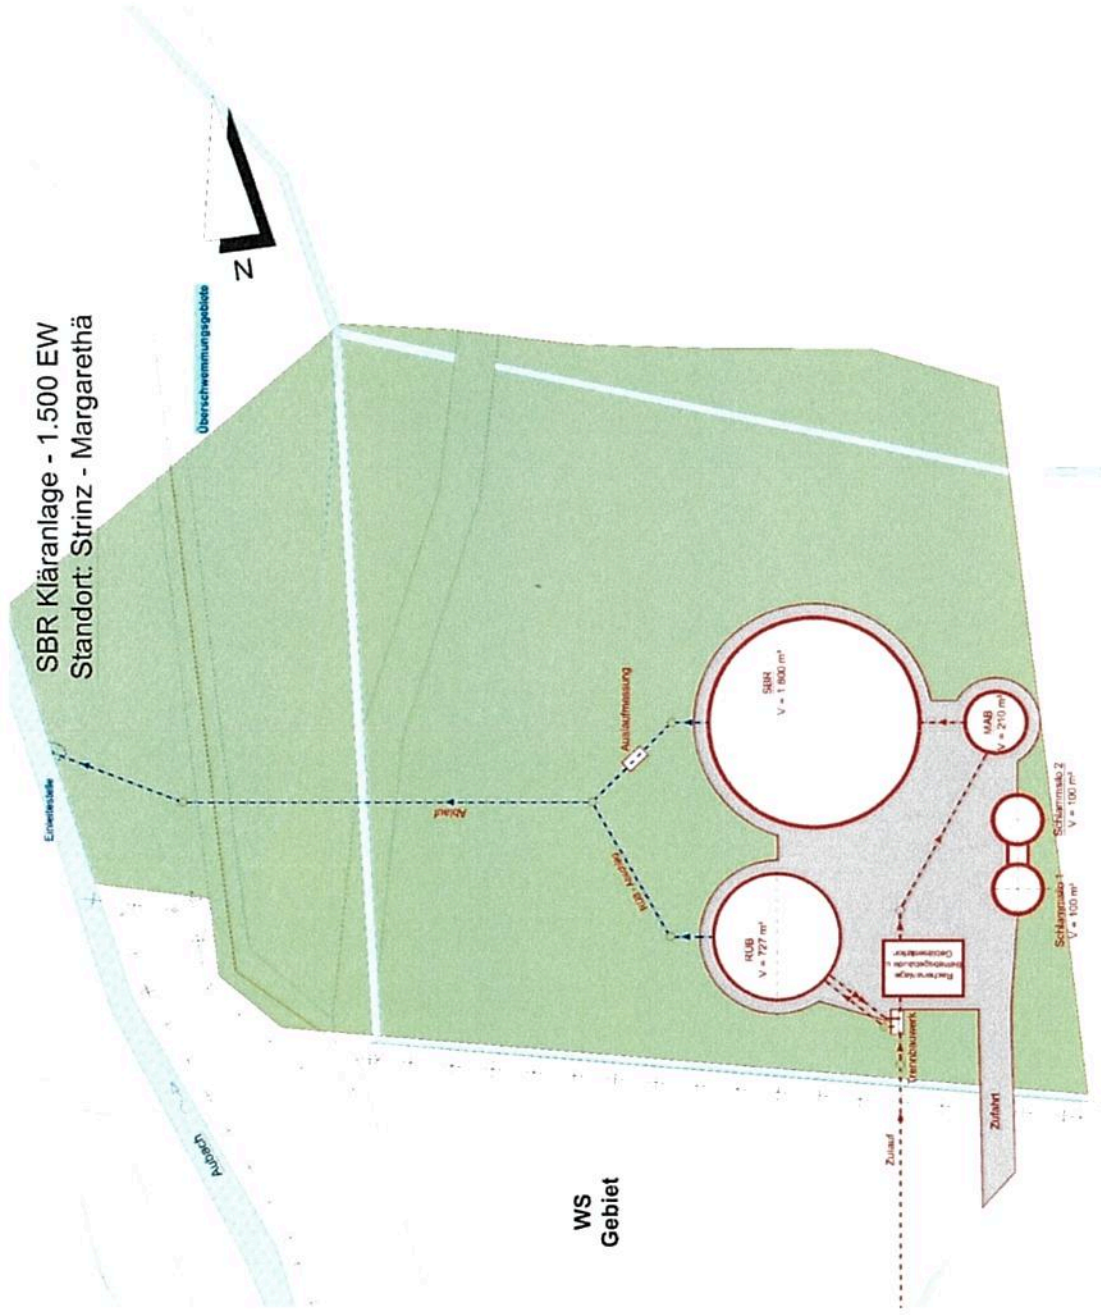 SBR Kläranlage - 1.500 EW
Standort: Strinz - Margarethä
Überschwemmungsgebiete
N
Einleitestelle
Aubach
Ablauf
Auslaufmessung
SBR
V = 1 800 m³
RÜB
V = 727 m³
MAB
V = 210 m³
Schlammsilo 2
V = 100 m³
Schlammsilo 1
V = 100 m³
Rechenanlage
Betriebsgebäude u.
Trennbauwerk
Zulauf
Zufahrt
WS
Gebiet